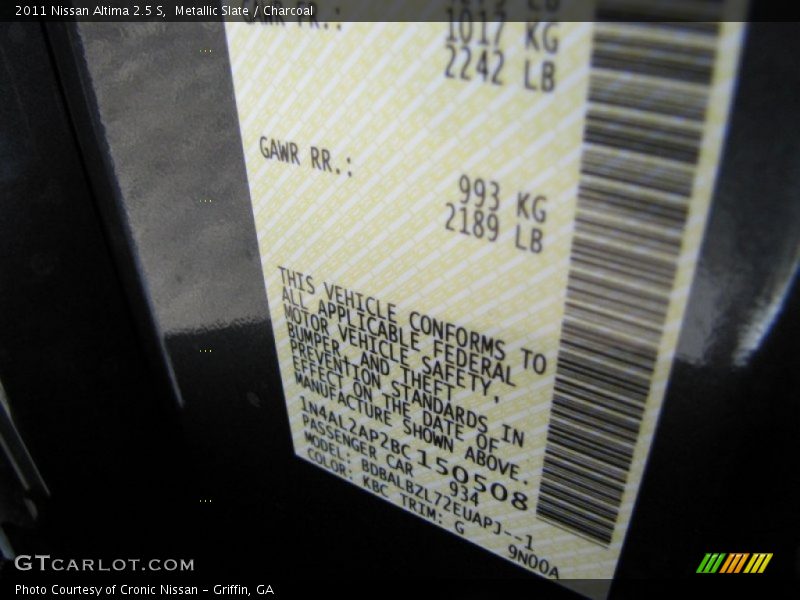 2011 Nissan Altima 2.5 S,  Metallic Slate / Charcoal
GAWR FR.:
1017 KG
2242 LB
GAWR RR.:
993 KG
2189 LB
THIS VEHICLE CONFORMS TO
ALL APPLICABLE FEDERAL
MOTOR VEHICLE SAFETY,
BUMPER, AND THEFT
PREVENTION STANDARDS IN
EFFECT ON THE DATE OF
MANUFACTURE SHOWN ABOVE.
1N4AL2AP2BC150508
PASSENGER CAR 934
MODEL: BDBALBZL72EUAPJ--1
COLOR: KBC TRIM: G 9N00A
GTCARLOT.COM
Photo Courtesy of Cronic Nissan - Griffin, GA